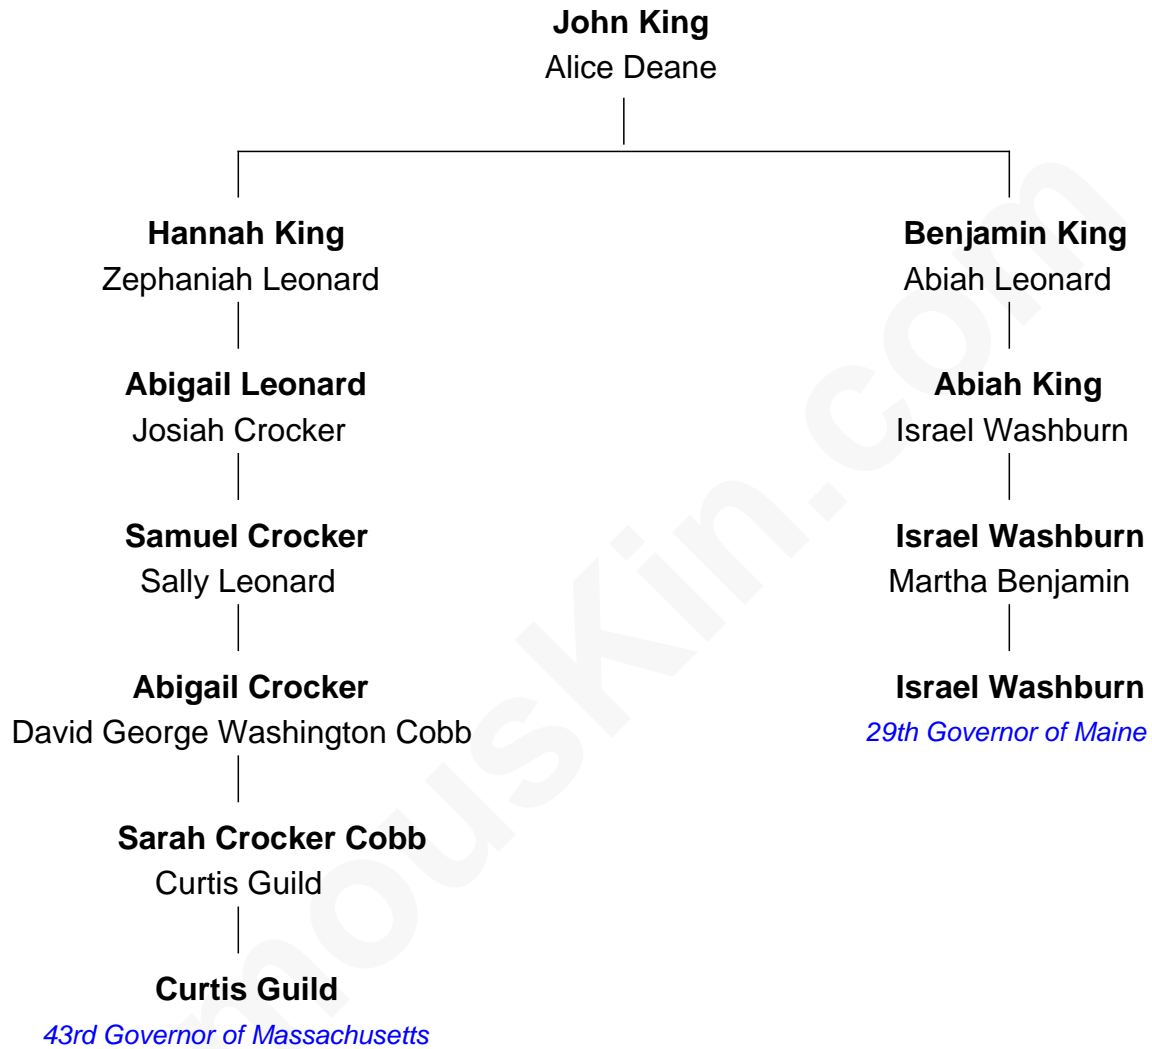 John King
Alice Deane
Hannah King
Zephaniah Leonard
Benjamin King
Abiah Leonard
Abigail Leonard
Josiah Crocker
Abiah King
Israel Washburn
Samuel Crocker
Sally Leonard
Israel Washburn
Martha Benjamin
Abigail Crocker
David George Washington Cobb
Israel Washburn
29th Governor of Maine
Sarah Crocker Cobb
Curtis Guild
Curtis Guild
43rd Governor of Massachusetts
mousKin.com